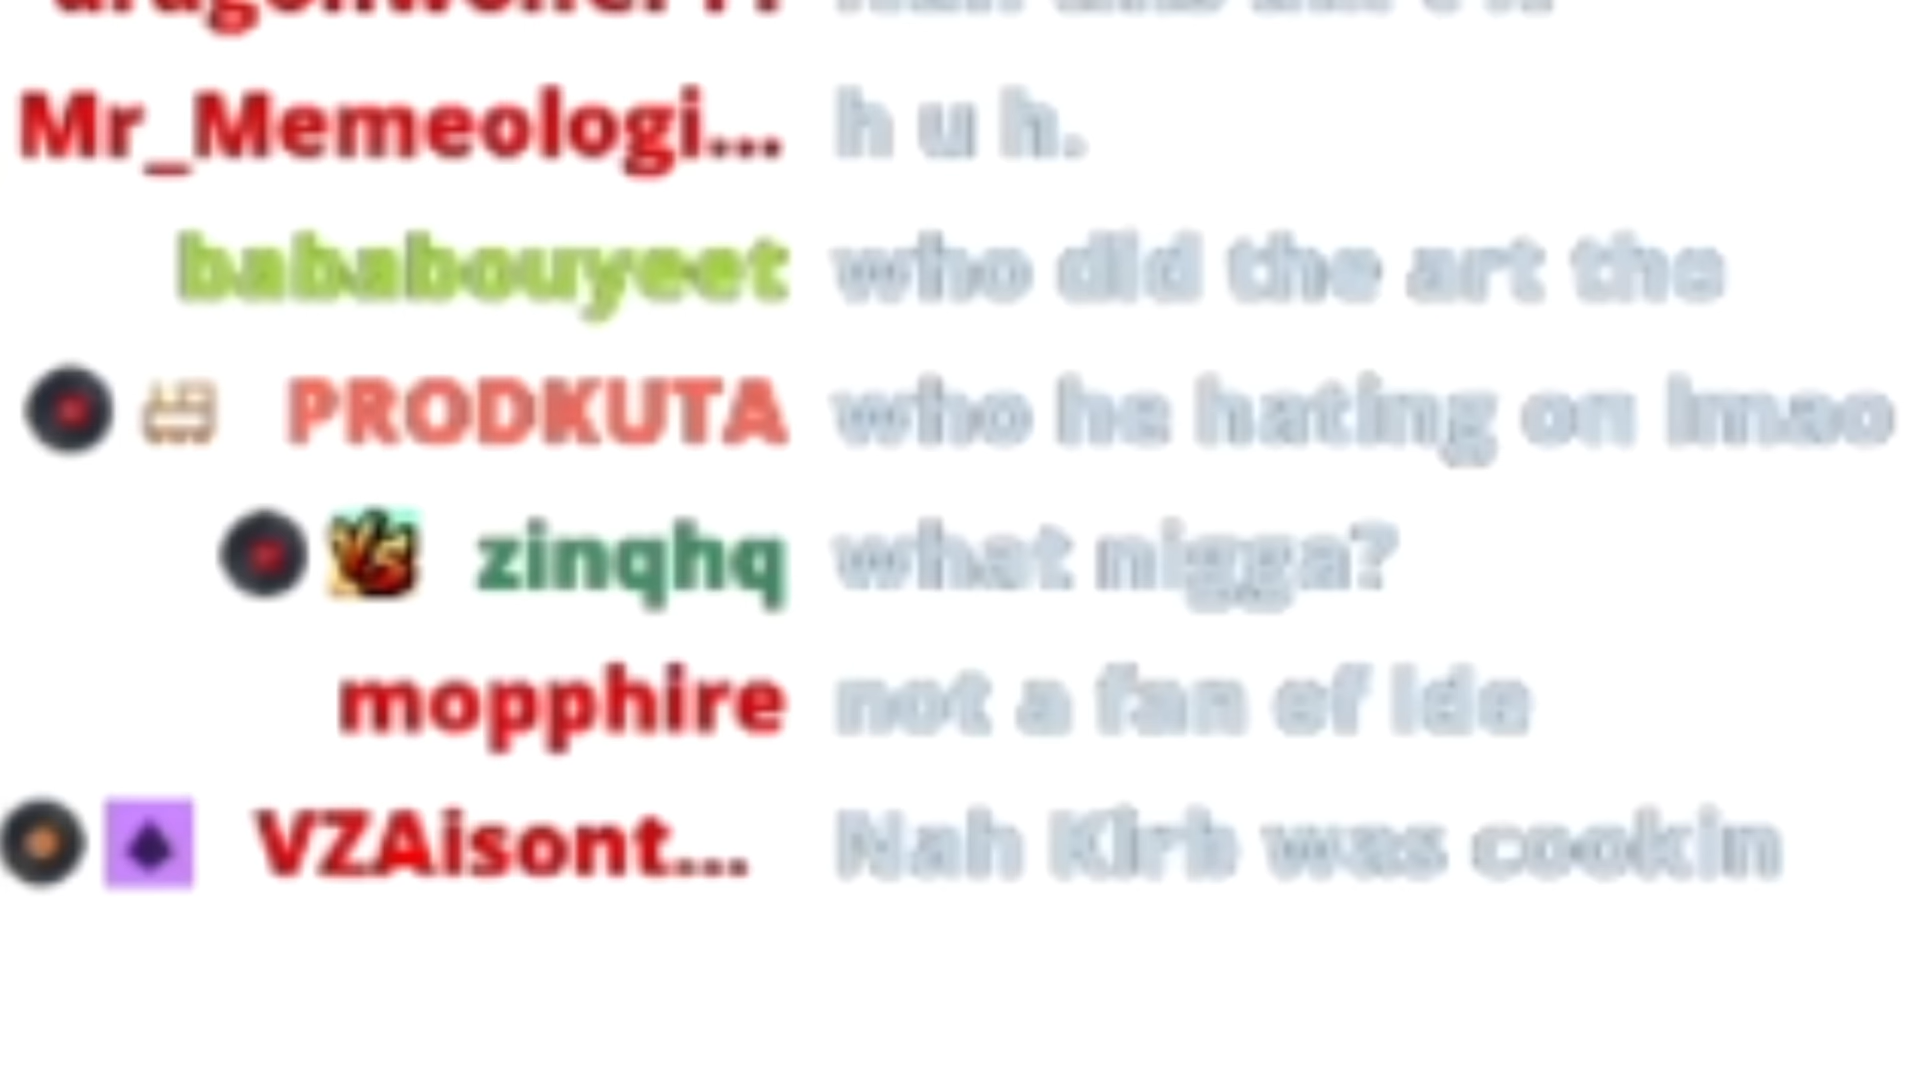 Mr_Memeologi... h u h.
bababouyeet who did the art the
PRODKUTA who he hating on lmao
zinqhq what nigga?
mopphire not a fan of ide
VZAisont... Nah Kirb was cookin